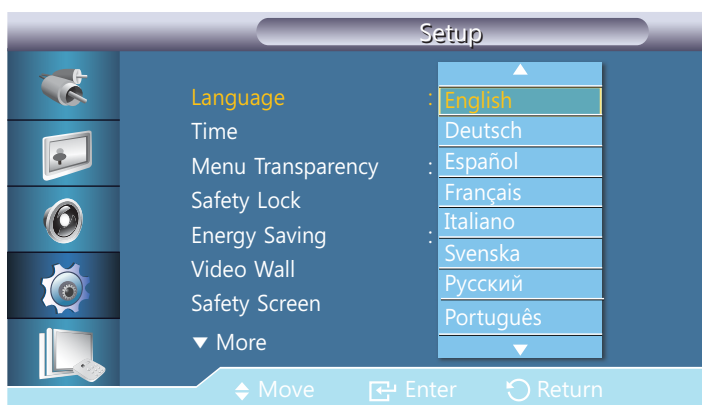 Setup
Language : English
Time
Deutsch
Menu Transparency : Español
Safety Lock
Français
Energy Saving : Italiano
Video Wall
Svenska
Safety Screen
Русский
Português
▼ More
Move Enter Return